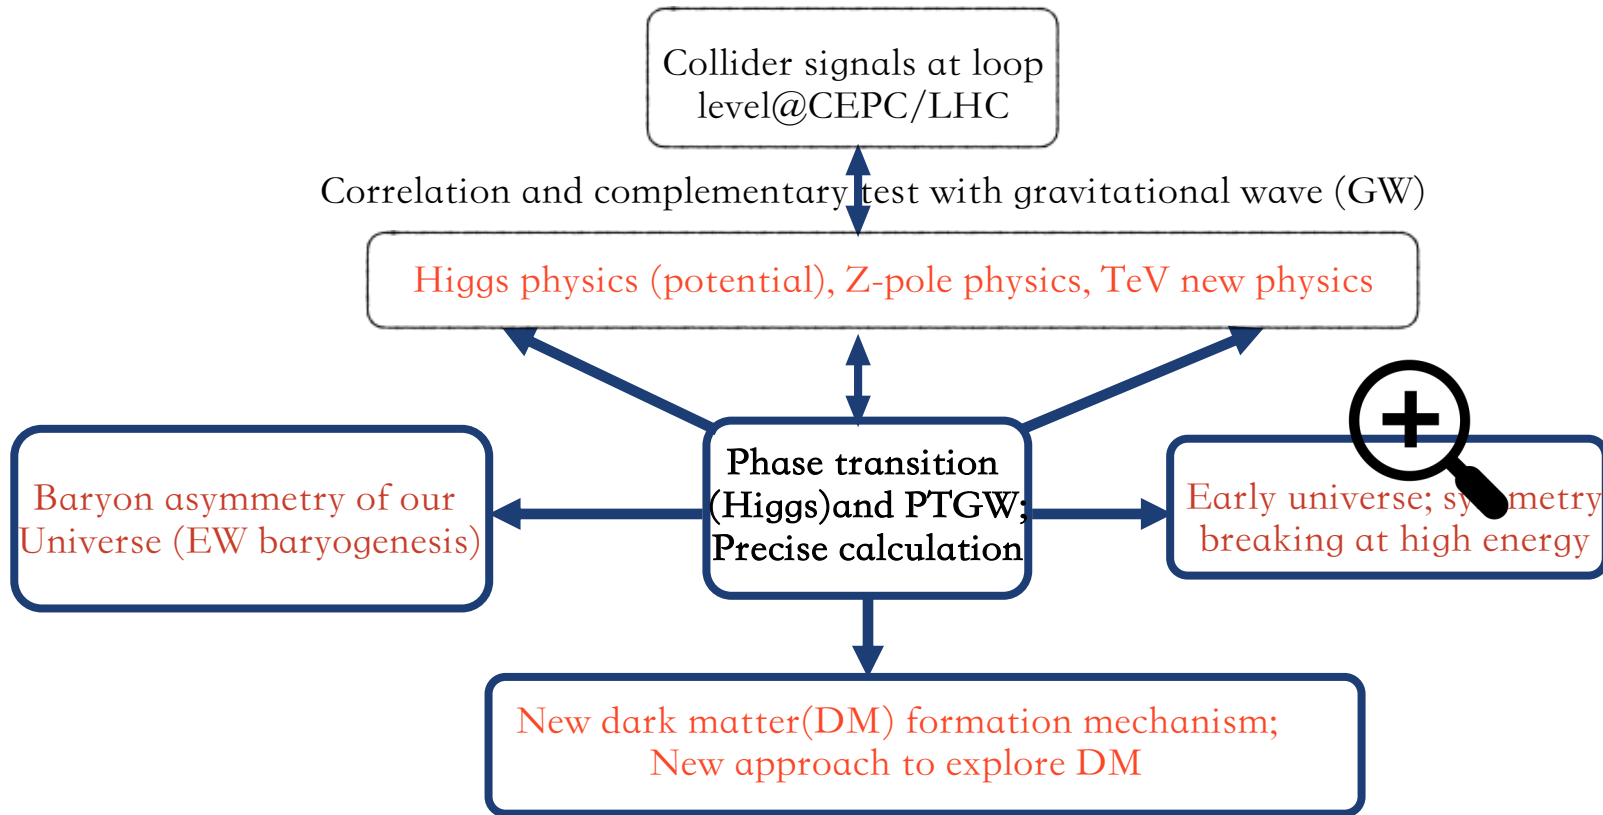 Collider signals at loop
level@CEPC/LHC
Correlation and complementary test with gravitational wave (GW)
Higgs physics (potential), Z-pole physics, TeV new physics
Phase transition
(Higgs)and PTGW;
Precise calculation
Baryon asymmetry of our
Universe (EW baryogenesis)
Early universe; symmetry
breaking at high energy
New dark matter(DM) formation mechanism;
New approach to explore DM